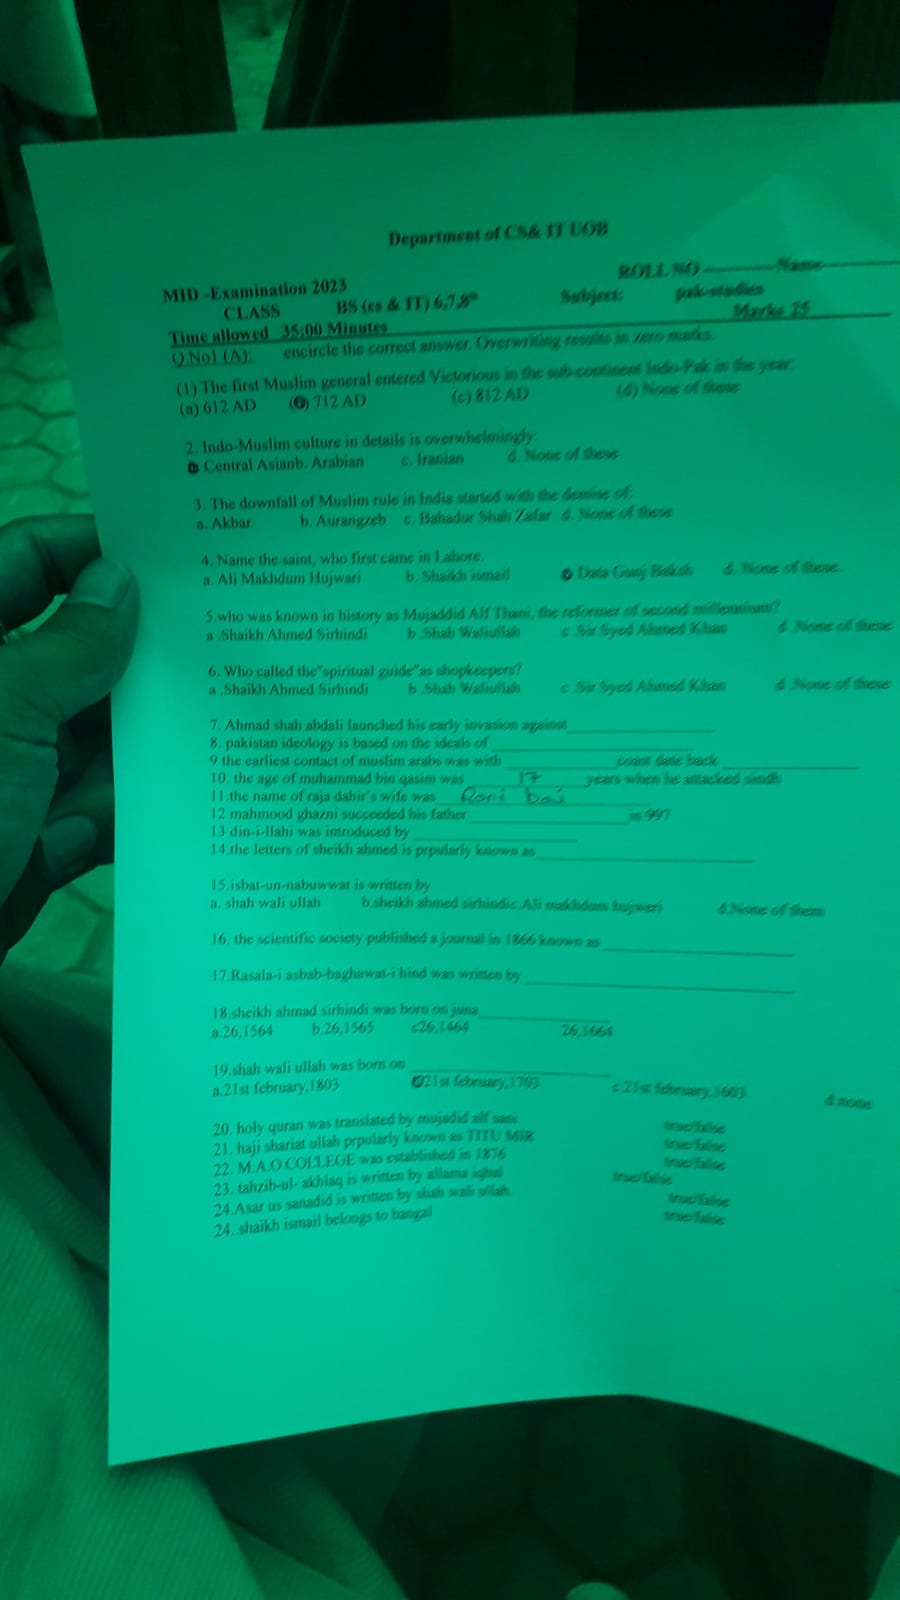 Department of CS& IT UOB
ROLL NO ---------- Name
MID -Examination 2023
CLASS BS (cs & IT) 6,7,8th Subject: pak-studies
Time allowed 35:00 Minutes Marks 25
Q.No1 (A): encircle the correct answer. Overwriting results in zero marks.
(1) The first Muslim general entered Victorious in the sub-continent Indo-Pak in the year:
(a) 612 AD (b) 712 AD (c) 812 AD (d) None of these
2. Indo-Muslim culture in details is overwhelmingly:
a Central Asianb. Arabian c. Iranian d. None of these
3. The downfall of Muslim rule in India started with the demise of:
a. Akbar b. Aurangzeb c. Bahadur Shah Zafar d. None of these
4. Name the saint, who first came in Lahore.
a. Ali Makhdum Hujwari b. Shaikh ismail c Data Gunj Baksh d. None of these.
5.who was known in history as Mujaddid Alf Thani, the reformer of second millennium?
a .Shaikh Ahmed Sirhindi b .Shah Waliullah c .Sir Syed Ahmed Khan d .None of these
6. Who called the"spiritual guide"as shopkeepers?
a .Shaikh Ahmed Sirhindi b .Shah Waliullah c .Sir Syed Ahmed Khan d .None of these
7. Ahmad shah abdali launched his early invasion against
8. pakistan ideology is based on the ideals of
9 the earliest contact of muslim arabs was with coast date back
10. the age of muhammad bin qasim was 17 years when he attacked sindh
11.the name of raja dahir's wife was Rani bai
12 mahmood ghazni succeeded his father in 997
13 din-i-llahi was introduced by
14.the letters of sheikh ahmed is prpularly known as
15.isbat-un-nabuwwat is written by
a. shah wali ullah b.sheikh ahmed sirhindic.Ali makhdum hujweri d.None of them
16. the scientific society published a journal in 1866 known as
17.Rasala-i asbab-baghawat-i hind was written by
18.sheikh ahmad sirhindi was born on juna
a.26,1564 b.26,1565 c26,1464 26,1664
19.shah wali ullah was born on
a.21st february,1803 21st february,1703 c.21st february,1603 d.none
20. holy quran was translated by mujadid alf sani true/false
21. haji shariat ullah prpularly known as TITU MIR true/false
22. M.A.O COLLEGE was established in 1876 true/false
23. tahzib-ul- akhlaq is written by allama iqbal true/false
24.Asar us sanadid is written by shah wali ullah. true/false
24..shaikh ismail belongs to bangal true/false